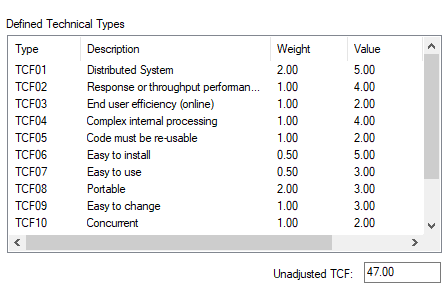 Defined Technical Types
Type Description Weight Value
TCF01 Distributed System 2.00 5.00
TCF02 Response or throughput performan... 1.00 4.00
TCF03 End user efficiency (online) 1.00 2.00
TCF04 Complex internal processing 1.00 4.00
TCF05 Code must be re-usable 1.00 2.00
TCF06 Easy to install 0.50 5.00
TCF07 Easy to use 0.50 3.00
TCF08 Portable 2.00 3.00
TCF09 Easy to change 1.00 3.00
TCF10 Concurrent 1.00 2.00
Unadjusted TCF: 47.00